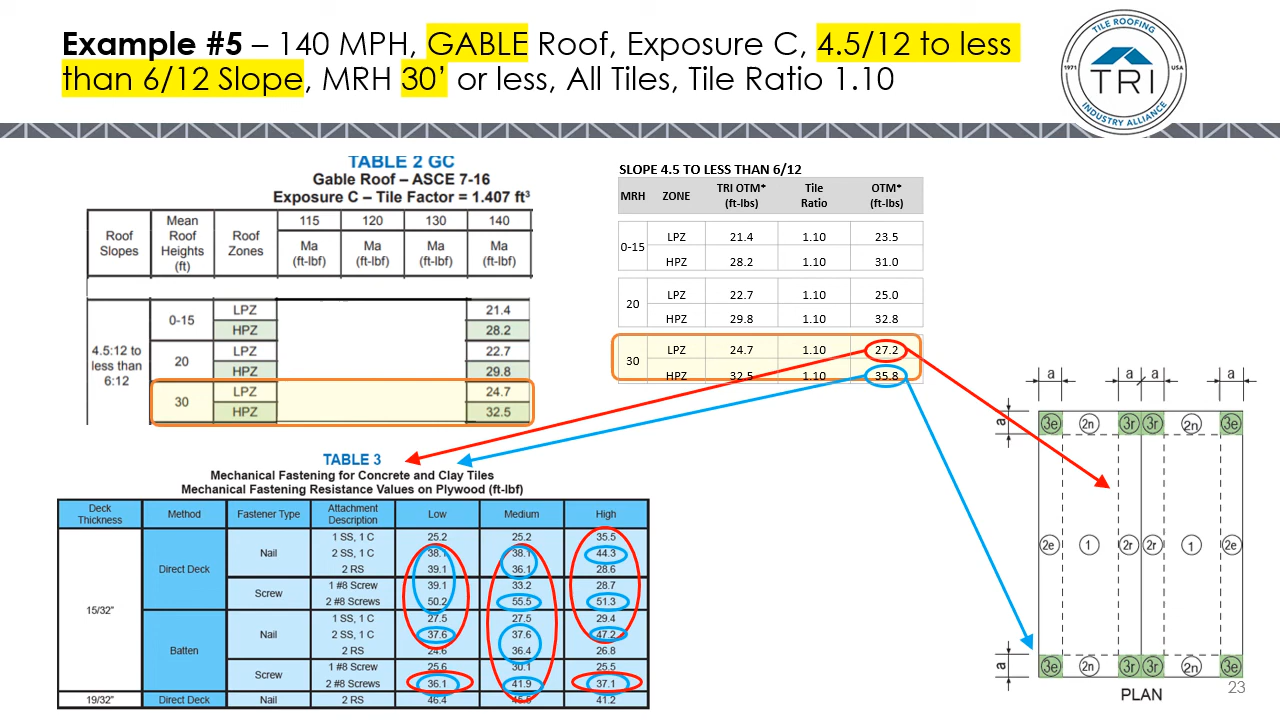 Example #5 – 140 MPH, GABLE Roof, Exposure C, 4.5/12 to less
than 6/12 Slope, MRH 30’ or less, All Tiles, Tile Ratio 1.10
TILE ROOFING
1971 TRI USA
INDUSTRY ALLIANCE
TABLE 2 GC
Gable Roof – ASCE 7-16
Exposure C – Tile Factor = 1.407 ft³
Roof Slopes Mean Roof Heights (ft) Roof Zones 115 120 130 140
Ma (ft-lbf) Ma (ft-lbf) Ma (ft-lbf) Ma (ft-lbf)
4.5:12 to less than 6:12
0-15 LPZ 21.4
HPZ 28.2
20 LPZ 22.7
HPZ 29.8
30 LPZ 24.7
HPZ 32.5
SLOPE 4.5 TO LESS THAN 6/12
MRH ZONE TRI OTM* (ft-lbs) Tile Ratio OTM* (ft-lbs)
0-15 LPZ 21.4 1.10 23.5
HPZ 28.2 1.10 31.0
20 LPZ 22.7 1.10 25.0
HPZ 29.8 1.10 32.8
30 LPZ 24.7 1.10 27.2
HPZ 32.5 1.10 35.8
TABLE 3
Mechanical Fastening for Concrete and Clay Tiles
Mechanical Fastening Resistance Values on Plywood (ft-lbf)
Deck Thickness Method Fastener Type Attachment Description Low Medium High
15/32" Direct Deck Nail 1 SS, 1 C 25.2 25.2 35.5
2 SS, 1 C 38.1 38.1 44.3
2 RS 39.1 36.1 28.6
Screw 1 #8 Screw 39.1 33.2 28.7
2 #8 Screws 50.2 55.5 51.3
Batten Nail 1 SS, 1 C 27.5 27.5 29.4
2 SS, 1 C 37.6 37.6 47.2
2 RS 24.6 36.4 26.8
Screw 1 #8 Screw 25.6 30.1 25.5
2 #8 Screws 36.1 41.9 37.1
19/32" Direct Deck Nail 2 RS 46.4 45.5 41.2
a a a a
a 3e 2n 3r 3r 2n 3e
2e 1 2r 2r 1 2e
a 3e 2n 3r 3r 2n 3e
PLAN
23